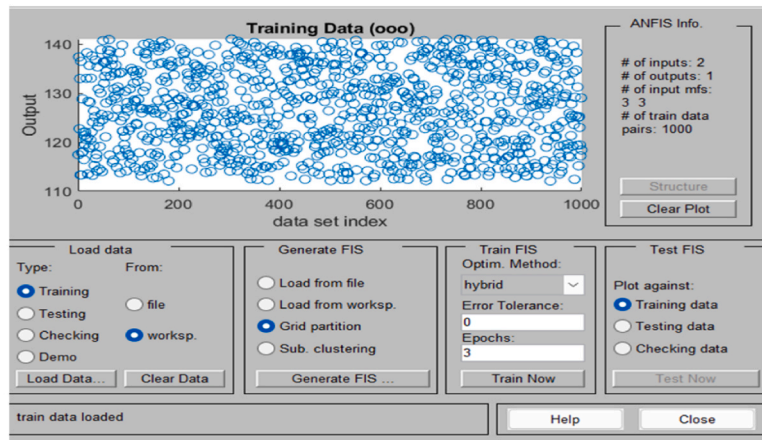 Training Data (ooo)
140
130
120
110
Output
0
200
400
600
800
1000
data set index
ANFIS Info.
# of inputs: 2
# of outputs: 1
# of input mfs:
3 3
# of train data
pairs: 1000
Structure
Clear Plot
Load data
Type:
From:
Training
Testing
Checking
Demo
file
worksp.
Load Data...
Clear Data
Generate FIS
Load from file
Load from worksp.
Grid partition
Sub. clustering
Generate FIS ...
Train FIS
Optim. Method:
hybrid
Error Tolerance:
0
Epochs:
3
Train Now
Test FIS
Plot against:
Training data
Testing data
Checking data
Test Now
train data loaded
Help
Close